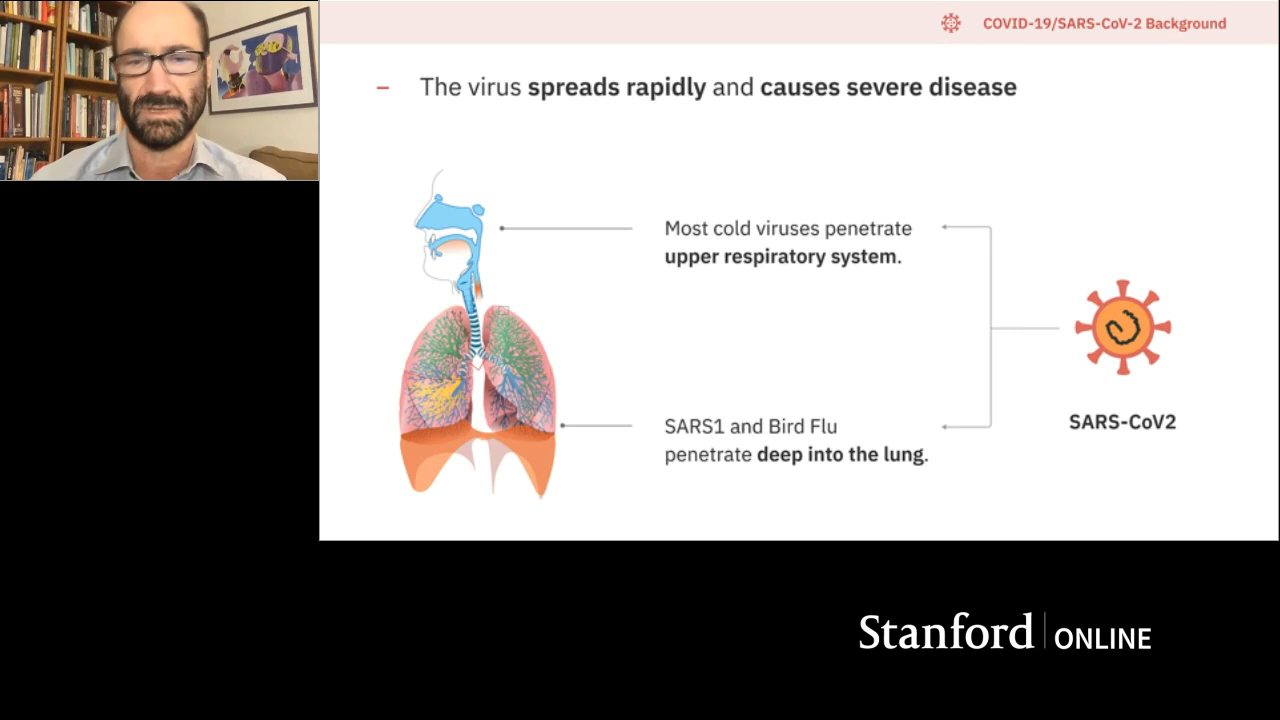 COVID-19/SARS-CoV-2 Background
– The virus spreads rapidly and causes severe disease
Most cold viruses penetrate
upper respiratory system.
SARS1 and Bird Flu
penetrate deep into the lung.
SARS-CoV2
Stanford ONLINE